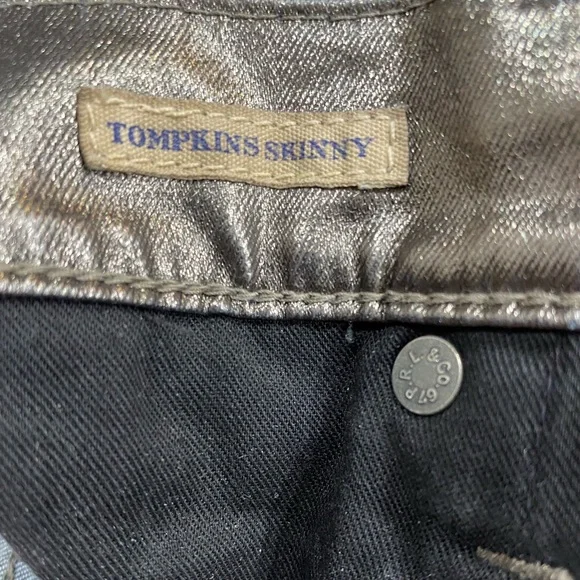 TOMPKINS SKINNY
P.R.L. & CO. 67